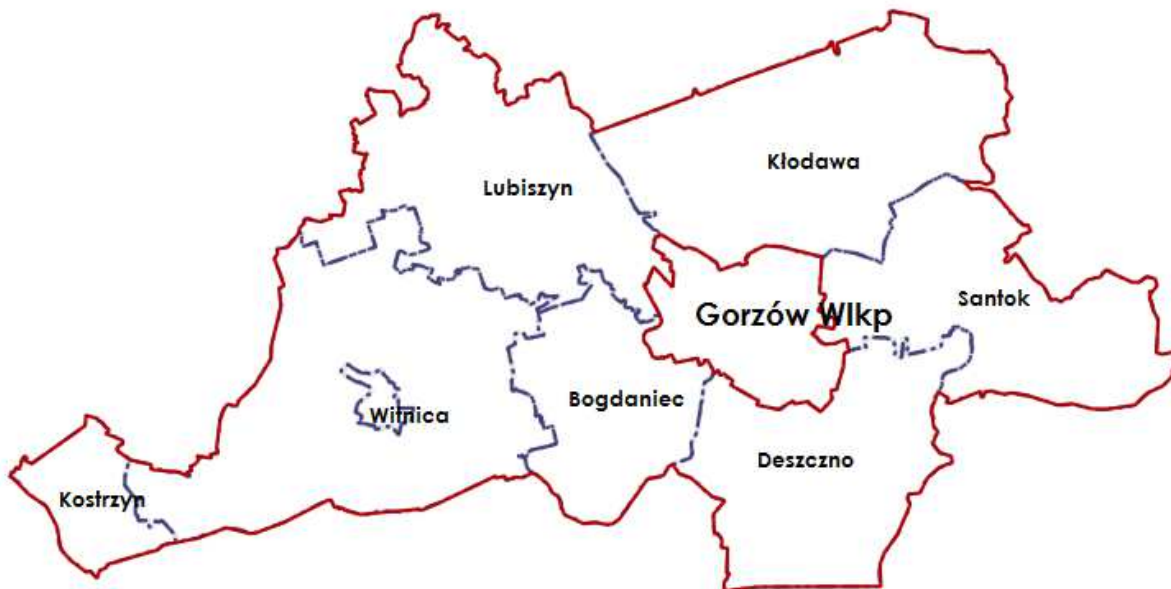 Kłodawa
Lubiszyn
Santok
Gorzów Wlkp
Bogdaniec
Witnica
Deszczno
Kostrzyn